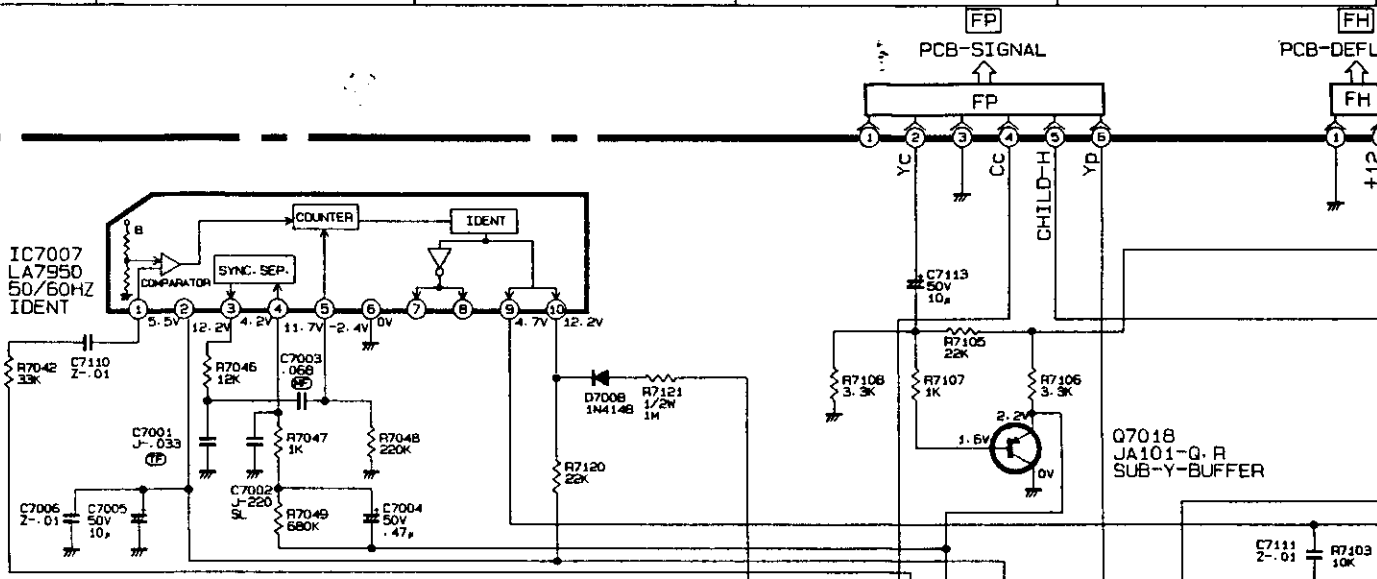 FP
FH
PCB-SIGNAL
PCB-DEFL
FP
FH
1
2
3
4
5
6
1
Yc
Cc
CHILD-H
Yp
+12
IC7007
LA7950
50/60HZ
IDENT
B
COMPARATOR
SYNC. SEP.
COUNTER
IDENT
1
2
3
4
5
6
7
8
9
10
5.5V
12.2V
4.2V
11.7V
-2.4V
0V
4.7V
12.2V
R7042
33K
C7110
Z-.01
R7046
12K
C7003
.068
MF
C7001
J-.033
TF
R7047
1K
R7048
220K
C7002
J-220
SL
R7049
680K
C7004
50V
.47μ
C7006
Z-.01
C7005
50V
10μ
D7008
1N4148
R7121
1/2W
1M
R7120
22K
C7113
50V
10μ
R7105
22K
R7108
3.3K
R7107
1K
R7106
3.3K
2.2V
1.6V
0V
Q7018
JA101-Q.R
SUB-Y-BUFFER
C7111
Z-.01
R7103
10K